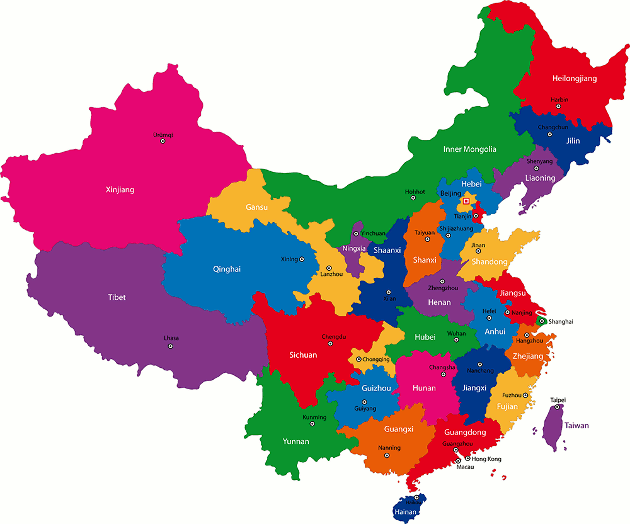 Heilongjiang
Harbin
Changchun
Jilin
Inner Mongolia
Shenyang
Liaoning
Ürümqi
Xinjiang
Hebei
Beijing
Hohhot
Gansu
Tianjin
Shijiazhuang
Yinchuan
Taiyuan
Jinan
Ningxia
Shaanxi
Xining
Shanxi
Shandong
Qinghai
Lanzhou
Zhengzhou
Jiangsu
Tibet
Xi'an
Henan
Hefei
Nanjing
Shanghai
Anhui
Hubei
Wuhan
Hangzhou
Lhasa
Chengdu
Sichuan
Chongqing
Zhejiang
Nanchang
Changsha
Guizhou
Hunan
Jiangxi
Fuzhou
Taipei
Guiyang
Fujian
Kunming
Taiwan
Guangxi
Guangdong
Yunnan
Nanning
Guangzhou
Hong Kong
Macau
Hainan